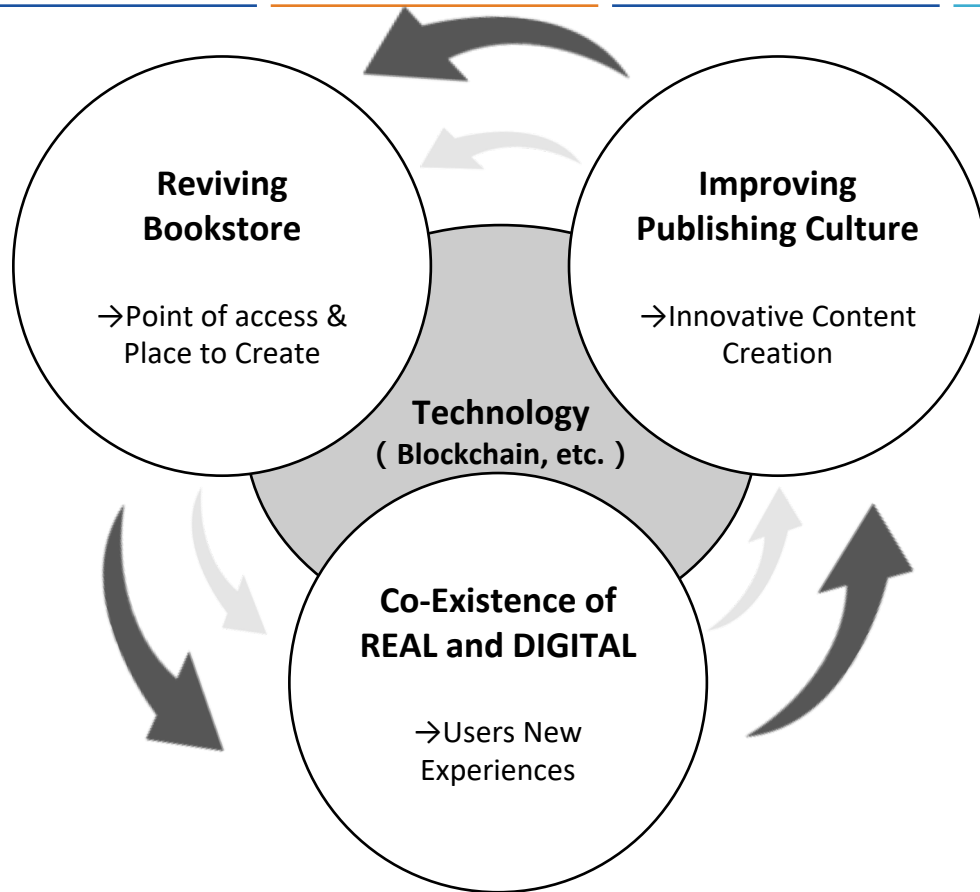 Reviving
Bookstore
→Point of access &
Place to Create
Improving
Publishing Culture
→Innovative Content
Creation
Technology
( Blockchain, etc. )
Co-Existence of
REAL and DIGITAL
→Users New
Experiences